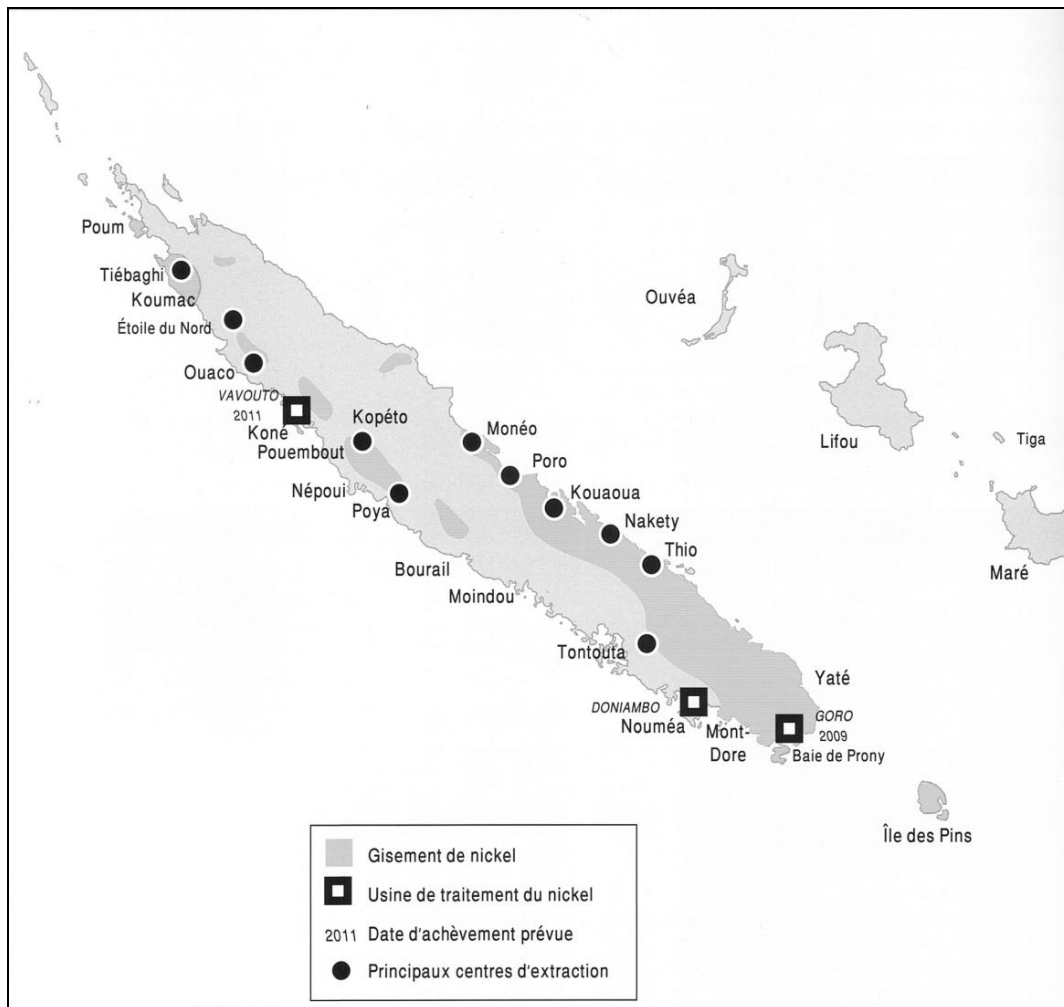 Poum
Tiébaghi
Koumac
Étoile du Nord
Ouaco
VAVOUTO
2011
Koné
Pouembout
Kopéto
Népoui
Poya
Bourail
Moindou
Monéo
Poro
Kouaoua
Nakety
Thio
Tontouta
DONIAMBO
Nouméa
Mont-
Dore
Yaté
GORO
2009
Baie de Prony
Île des Pins
Ouvéa
Lifou
Tiga
Maré
Gisement de nickel
Usine de traitement du nickel
2011 Date d'achèvement prévue
Principaux centres d'extraction